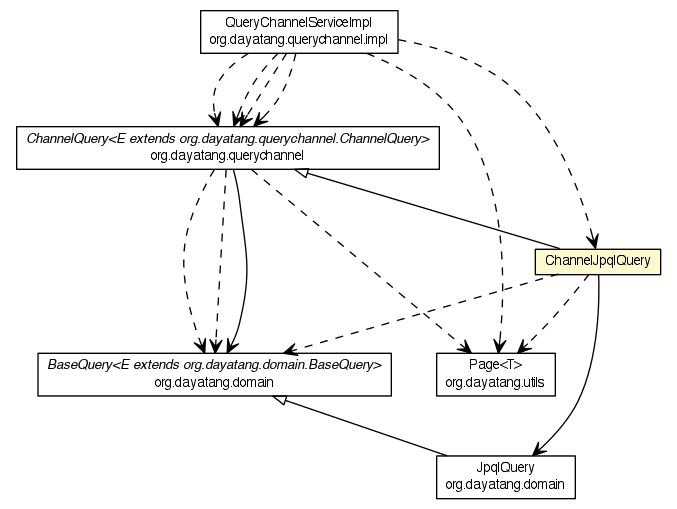 QueryChannelServiceImpl
org.dayatang.querychannel.impl
ChannelQuery<E extends org.dayatang.querychannel.ChannelQuery>
org.dayatang.querychannel
ChannelJpqlQuery
BaseQuery<E extends org.dayatang.domain.BaseQuery>
org.dayatang.domain
Page<T>
org.dayatang.utils
JpqlQuery
org.dayatang.domain